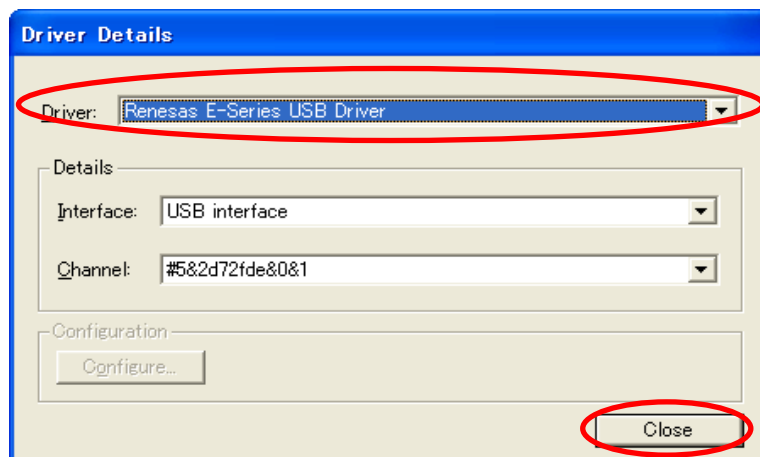 Driver Details
Driver: Renesas E-Series USB Driver
Details
Interface: USB interface
Channel: #5&2d72fde&0&1
Configuration
Configure...
Close